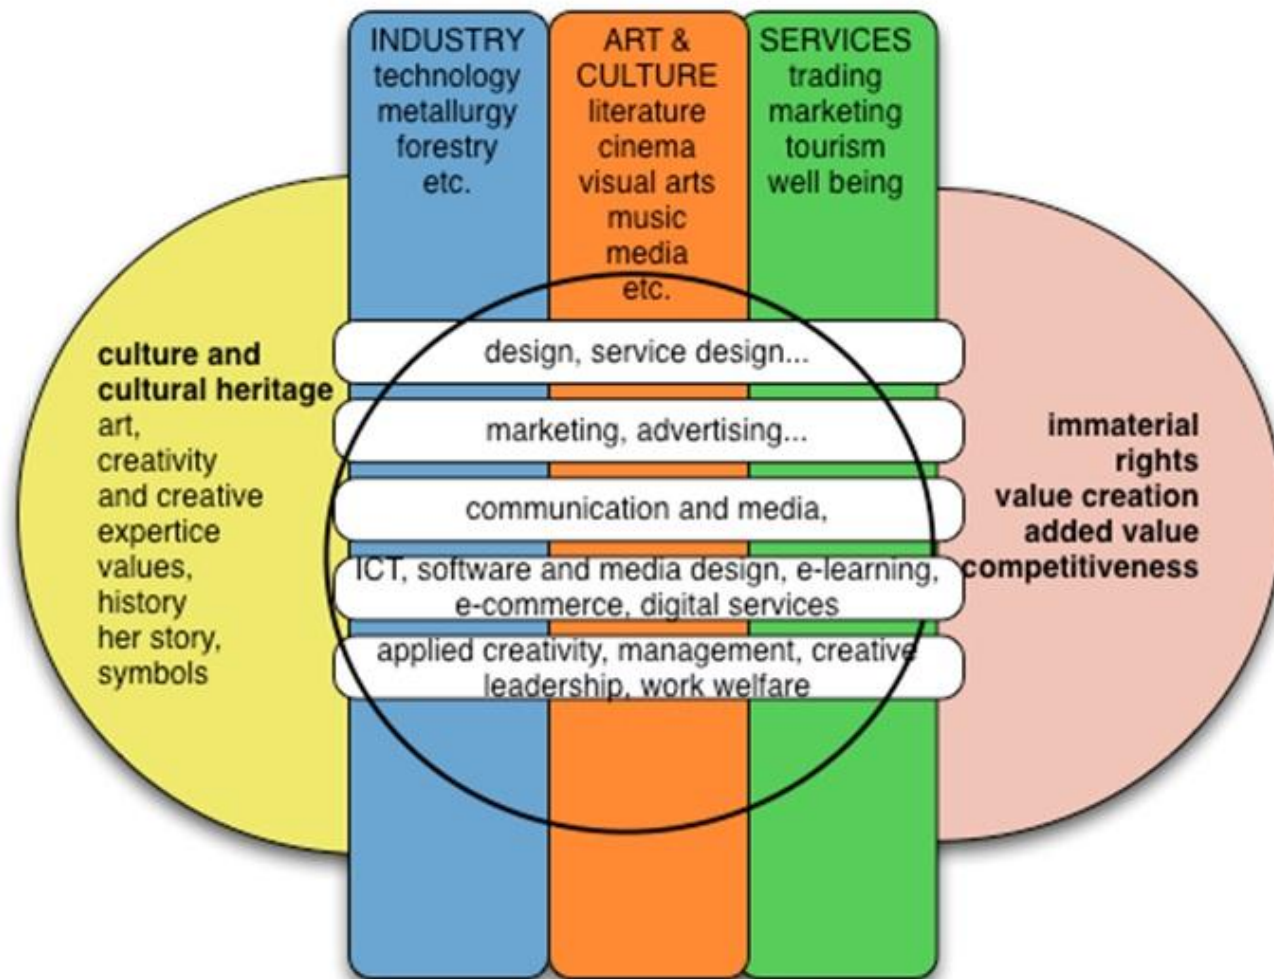 INDUSTRY
technology
metallurgy
forestry
etc.
ART &
CULTURE
literature
cinema
visual arts
music
media
etc.
SERVICES
trading
marketing
tourism
well being
culture and
cultural heritage
art,
creativity
and creative
expertice
values,
history
her story,
symbols
design, service design...
marketing, advertising...
communication and media,
ICT, software and media design, e-learning,
e-commerce, digital services
applied creativity, management, creative
leadership, work welfare
immaterial
rights
value creation
added value
competitiveness